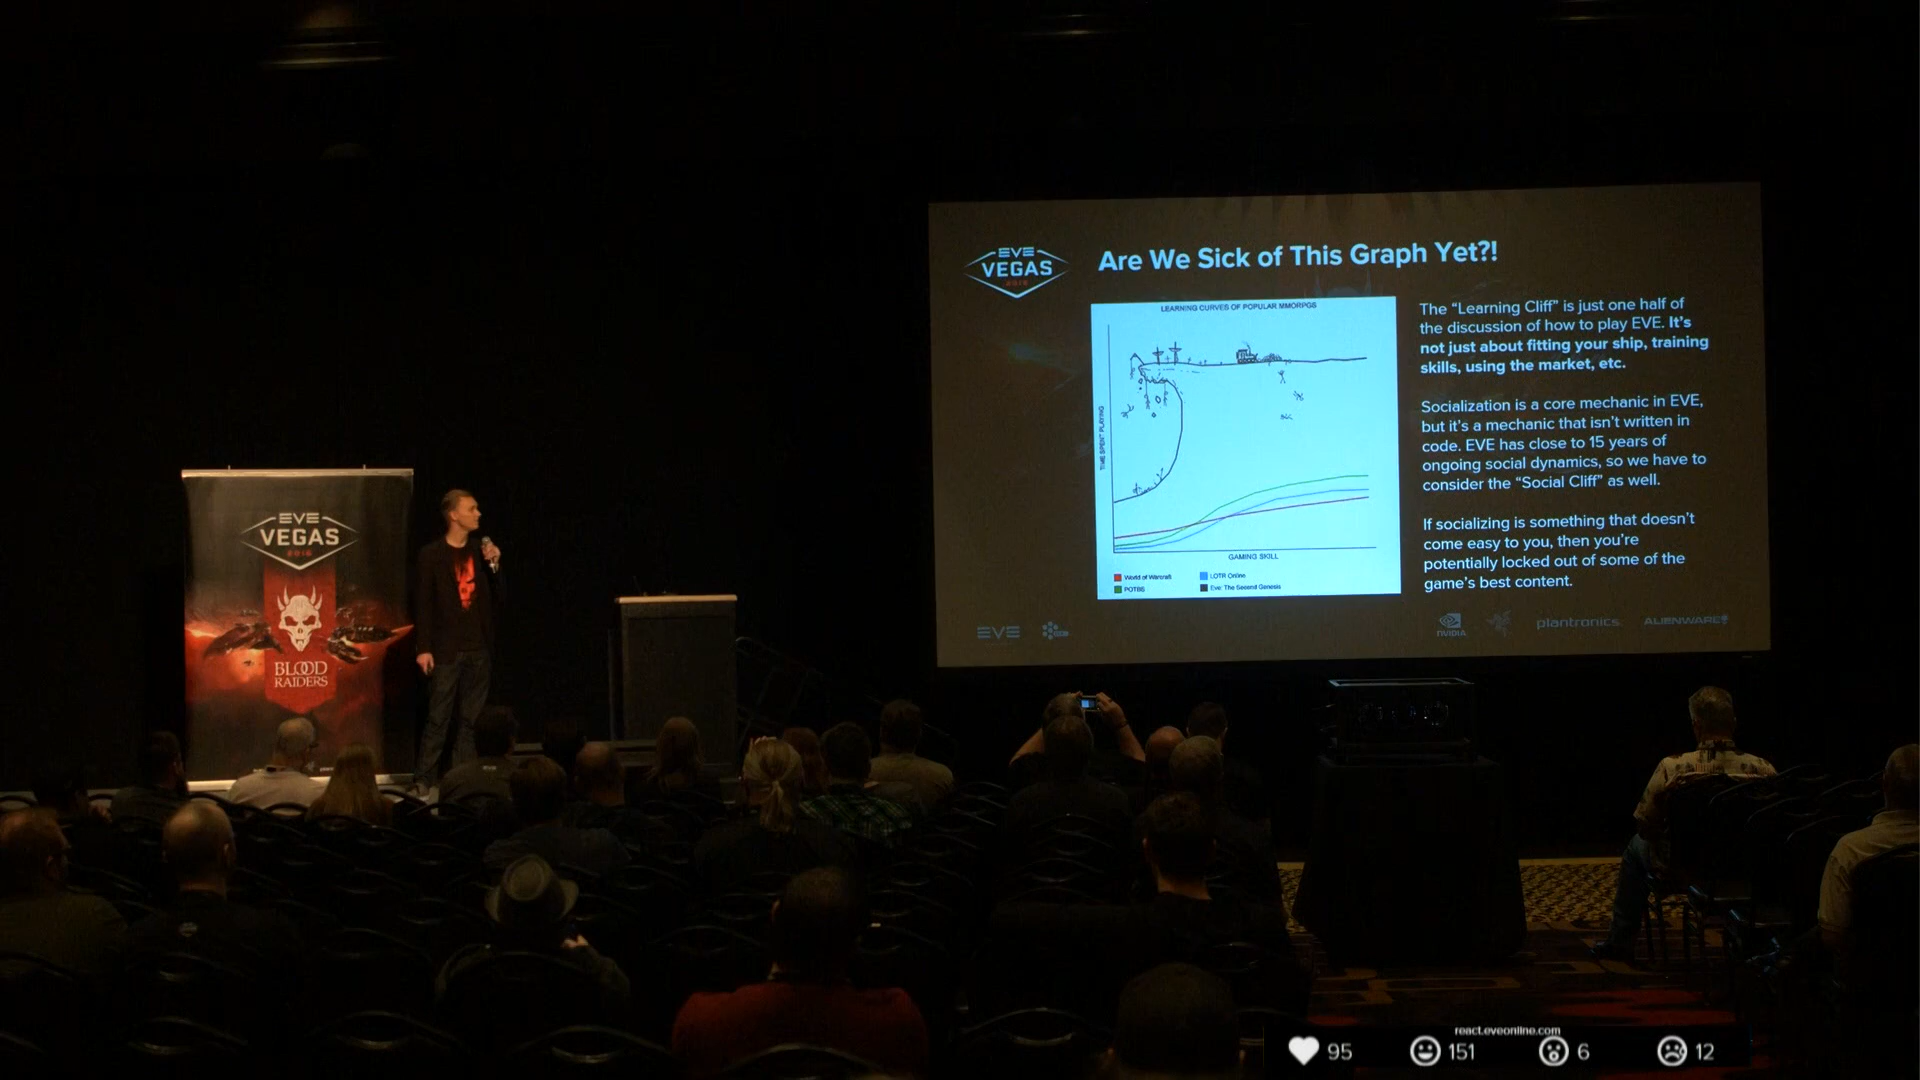 EVE
VEGAS
2016
Are We Sick of This Graph Yet?!
LEARNING CURVES OF POPULAR MMORPGS
TIME SPENT PLAYING
GAMING SKILL
World of Warcraft
LOTR Online
POTBS
Eve: The Second Genesis
The “Learning Cliff” is just one half of
the discussion of how to play EVE. It’s
not just about fitting your ship, training
skills, using the market, etc.
Socialization is a core mechanic in EVE,
but it’s a mechanic that isn’t written in
code. EVE has close to 15 years of
ongoing social dynamics, so we have to
consider the “Social Cliff” as well.
If socializing is something that doesn’t
come easy to you, then you’re
potentially locked out of some of the
game’s best content.
EVE
NVIDIA
plantronics.
ALIENWARE
EVE
VEGAS
2016
BLOOD
RAIDERS
react.eveonline.com
95 151 6 12